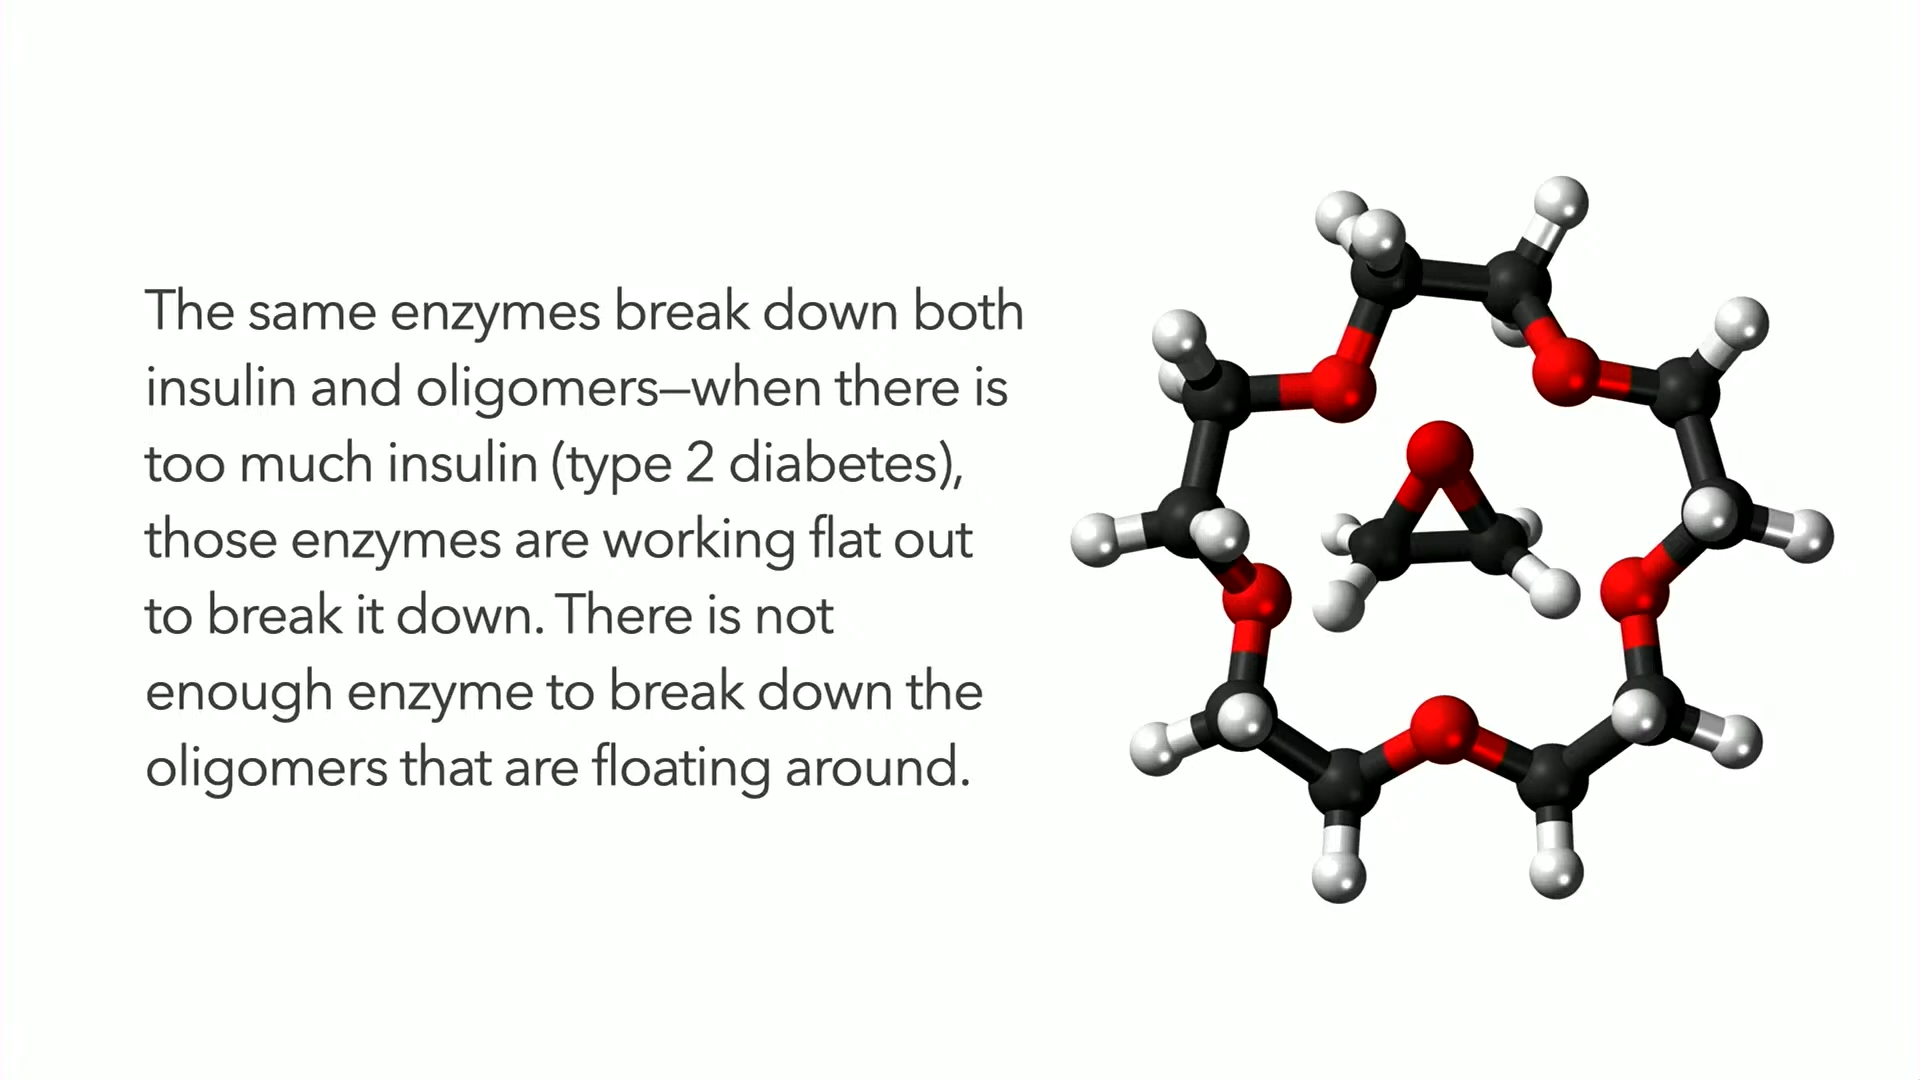 The same enzymes break down both
insulin and oligomers—when there is
too much insulin (type 2 diabetes),
those enzymes are working flat out
to break it down. There is not
enough enzyme to break down the
oligomers that are floating around.